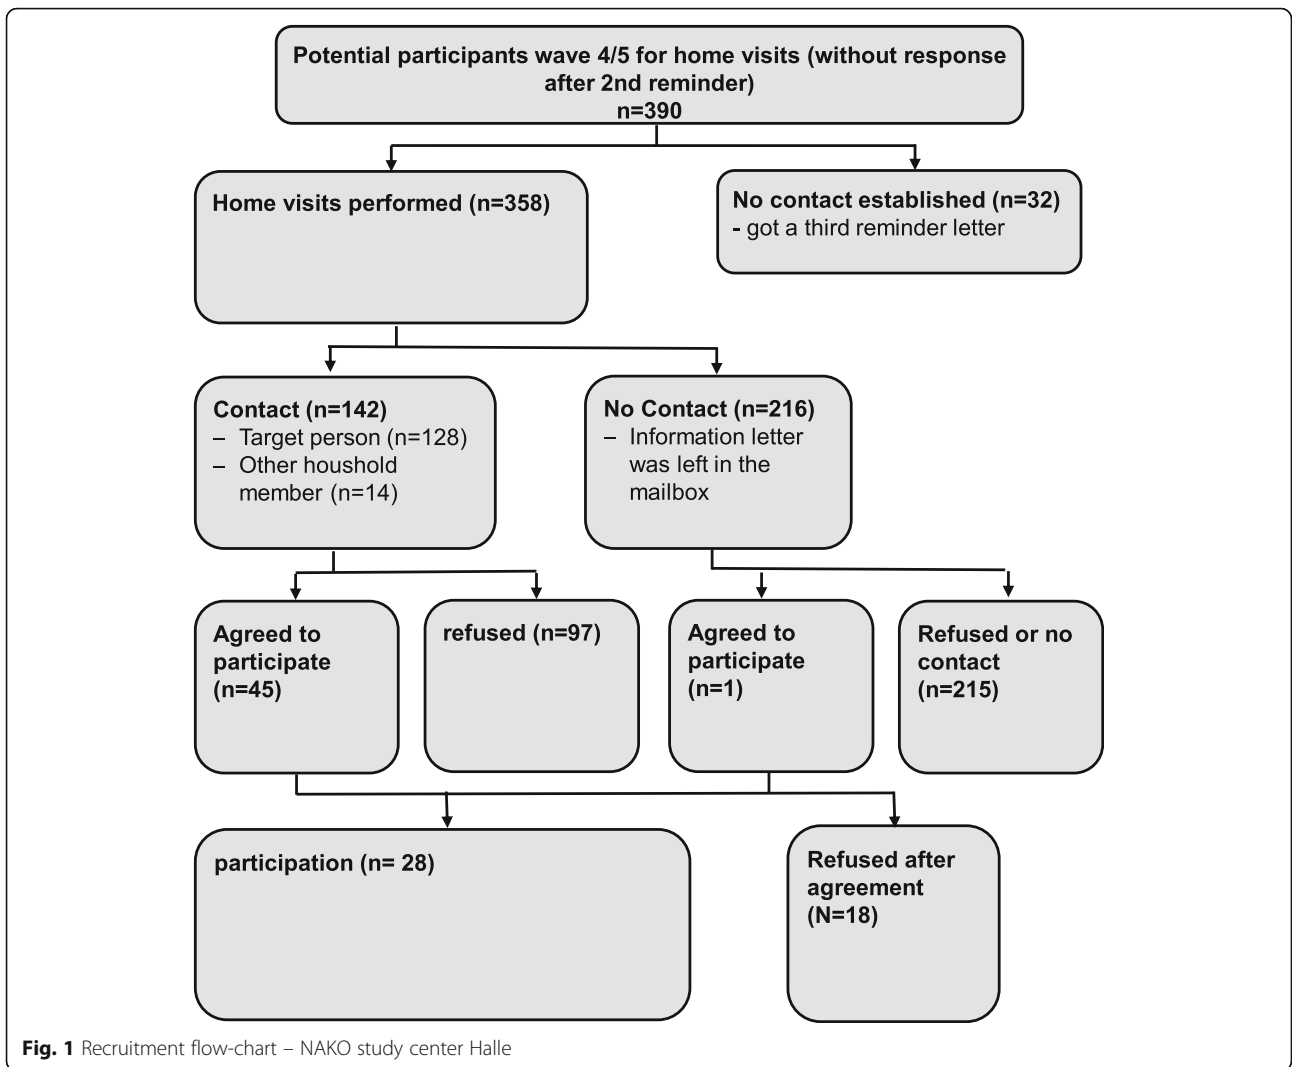 Potential participants wave 4/5 for home visits (without response
after 2nd reminder)
n=390
Home visits performed (n=358)
No contact established (n=32)
- got a third reminder letter
Contact (n=142)
– Target person (n=128)
– Other houshold
member (n=14)
No Contact (n=216)
– Information letter
was left in the
mailbox
Agreed to
participate
(n=45)
refused (n=97)
Agreed to
participate
(n=1)
Refused or no
contact
(n=215)
participation (n= 28)
Refused after
agreement
(N=18)
Fig. 1 Recruitment flow-chart – NAKO study center Halle